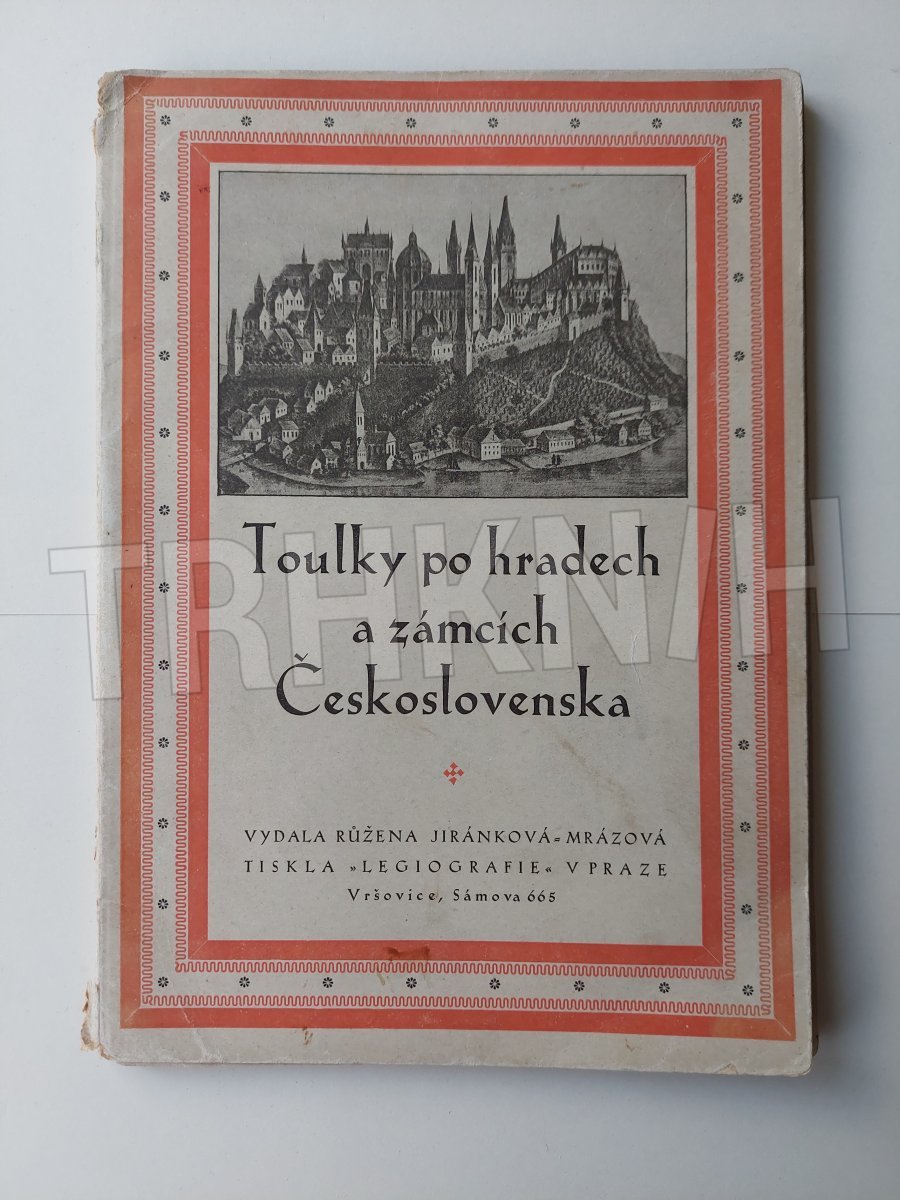 Toulky po hradech
a zámcích
Československa
VYDALA RŮŽENA JIRÁNKOVÁ=MRÁZOVÁ
TISKLA »LEGIOGRAFIE« V PRAZE
Vršovice, Sámova 665
TRHKNIH